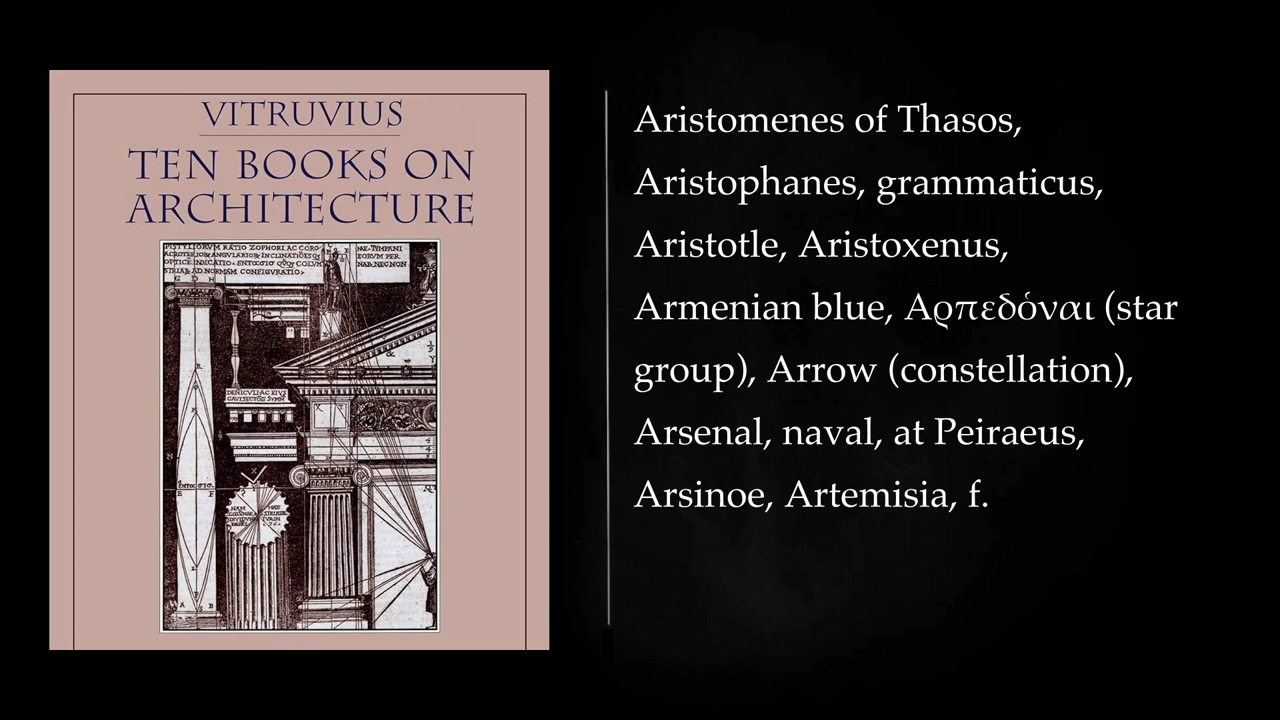 VITRUVIUS
TEN BOOKS ON
ARCHITECTURE
Aristomenes of Thasos,
Aristophanes, grammaticus,
Aristotle, Aristoxenus,
Armenian blue, Αρπεδόναι (star
group), Arrow (constellation),
Arsenal, naval, at Peiraeus,
Arsinoe, Artemisia, f.